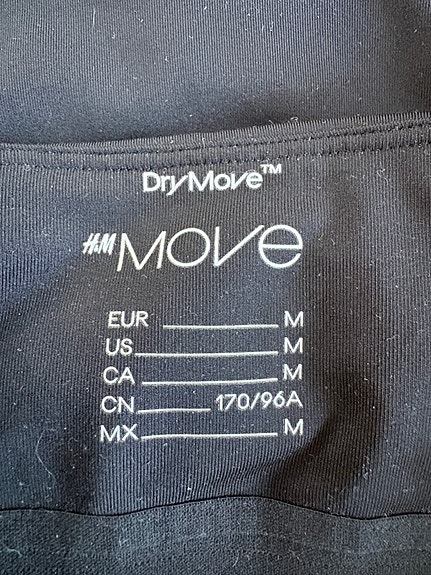 DryMove™
H&M MOVE
EUR M
US M
CA M
CN 170/96A
MX M